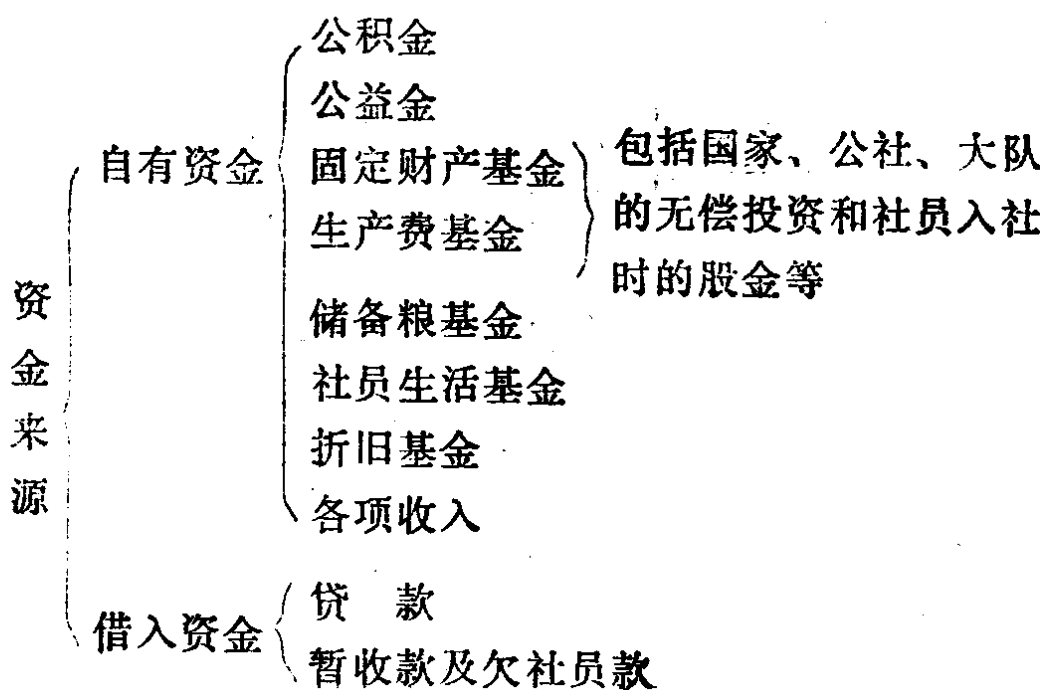 资金来源
自有资金
公积金
公益金
固定财产基金
生产费基金
包括国家、公社、大队
的无偿投资和社员入社
时的股金等
储备粮基金
社员生活基金
折旧基金
各项收入
借入资金
贷 款
暂收款及欠社员款